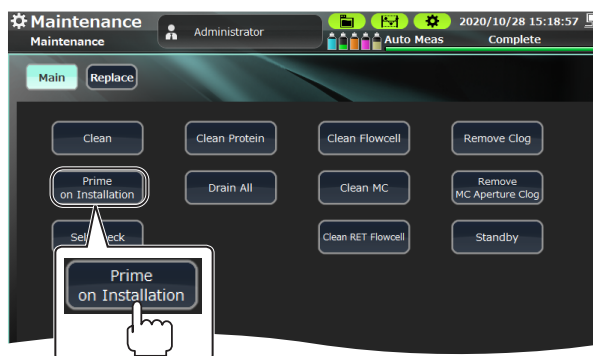 Maintenance
Maintenance
Administrator
2020/10/28 15:18:57
Auto Meas
Complete
Main
Replace
Clean
Clean Protein
Clean Flowcell
Remove Clog
Prime
on Installation
Drain All
Clean MC
Remove
MC Aperture Clog
Clean RET Flowcell
Standby
Prime
on Installation